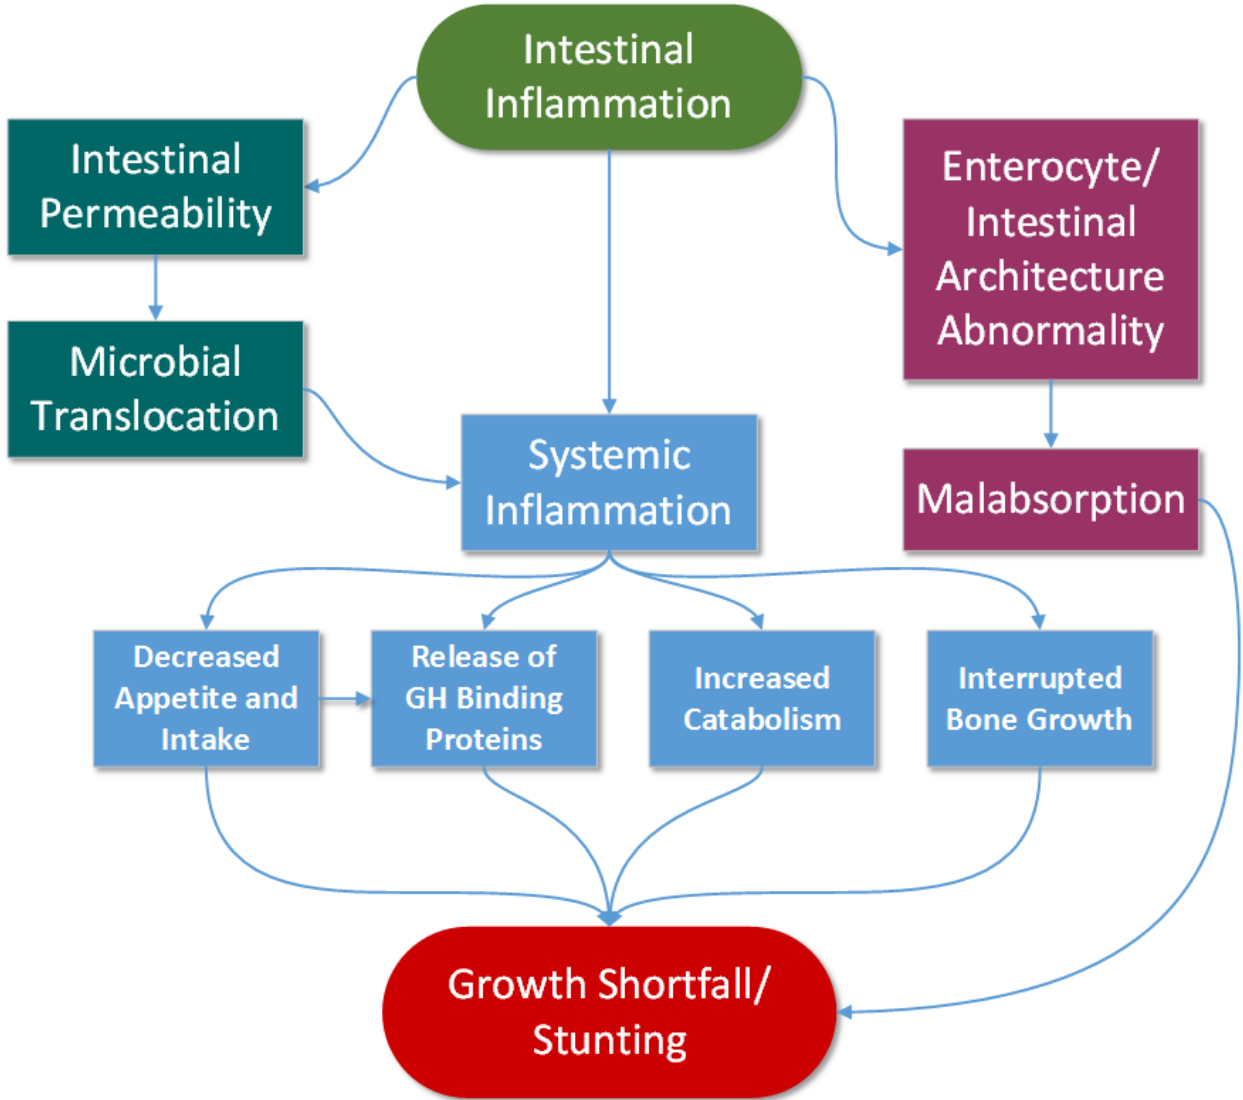 Intestinal
Inflammation
Intestinal
Permeability
Enterocyte/
Intestinal
Architecture
Abnormality
Microbial
Translocation
Systemic
Inflammation
Malabsorption
Decreased
Appetite and
Intake
Release of
GH Binding
Proteins
Increased
Catabolism
Interrupted
Bone Growth
Growth Shortfall/
Stunting